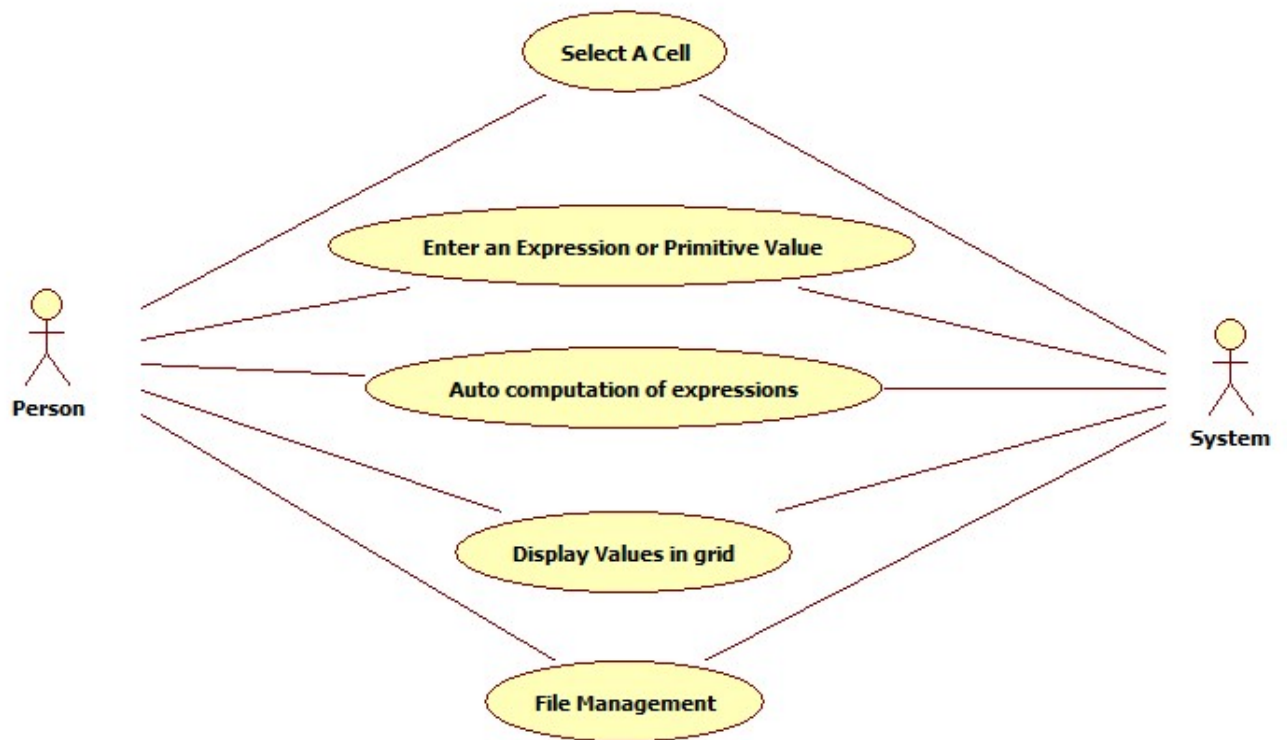 Select A Cell
Enter an Expression or Primitive Value
Person
Auto computation of expressions
System
Display Values in grid
File Management